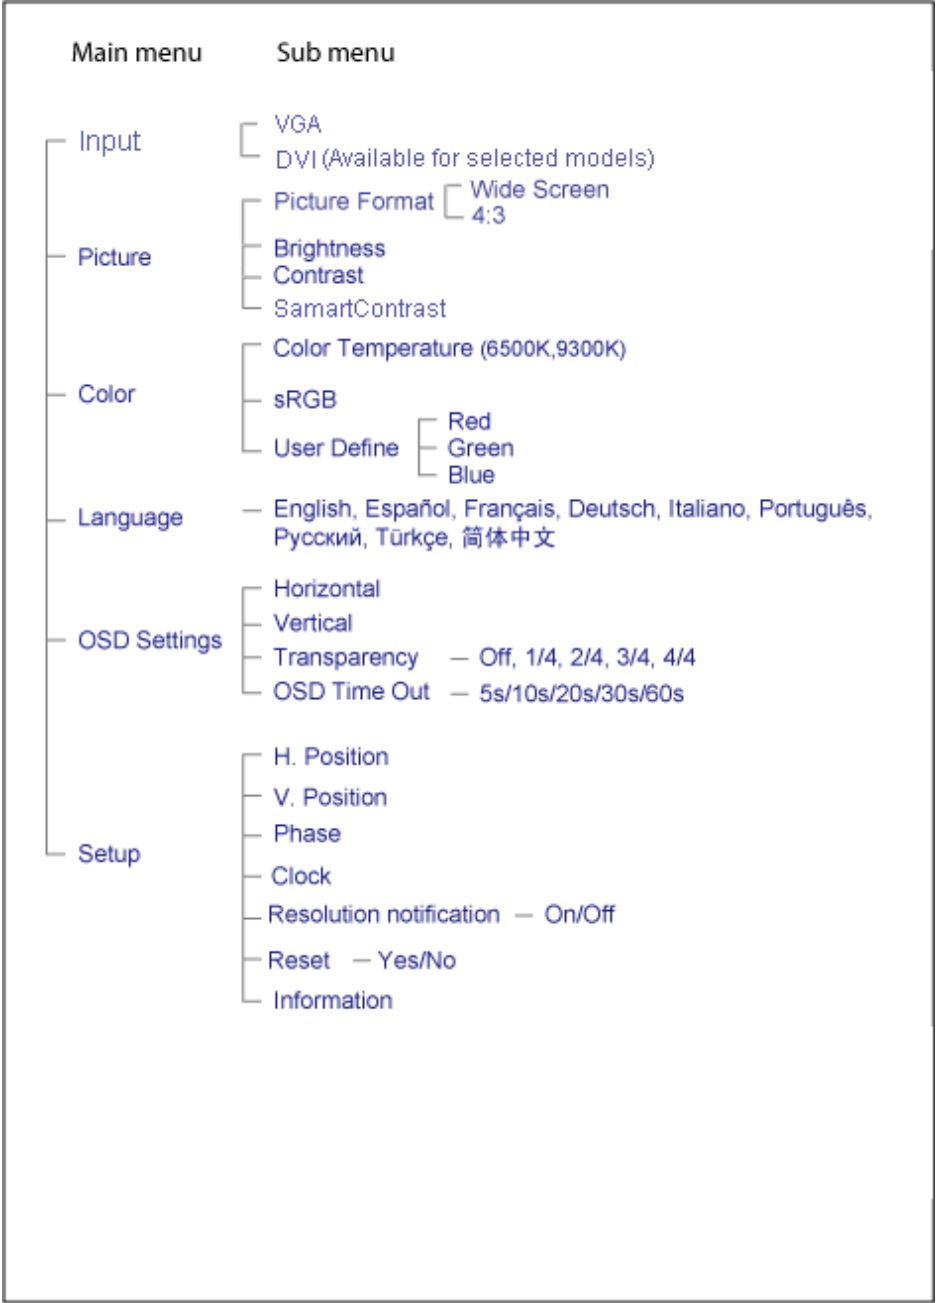 Main menu Sub menu
Input
VGA
DVI (Available for selected models)
Picture
Picture Format
Wide Screen
4:3
Brightness
Contrast
SamartContrast
Color
Color Temperature (6500K,9300K)
sRGB
User Define
Red
Green
Blue
Language
— English, Español, Français, Deutsch, Italiano, Português,
Русский, Türkçe, 简体中文
OSD Settings
Horizontal
Vertical
Transparency — Off, 1/4, 2/4, 3/4, 4/4
OSD Time Out — 5s/10s/20s/30s/60s
Setup
H. Position
V. Position
Phase
Clock
Resolution notification — On/Off
Reset — Yes/No
Information